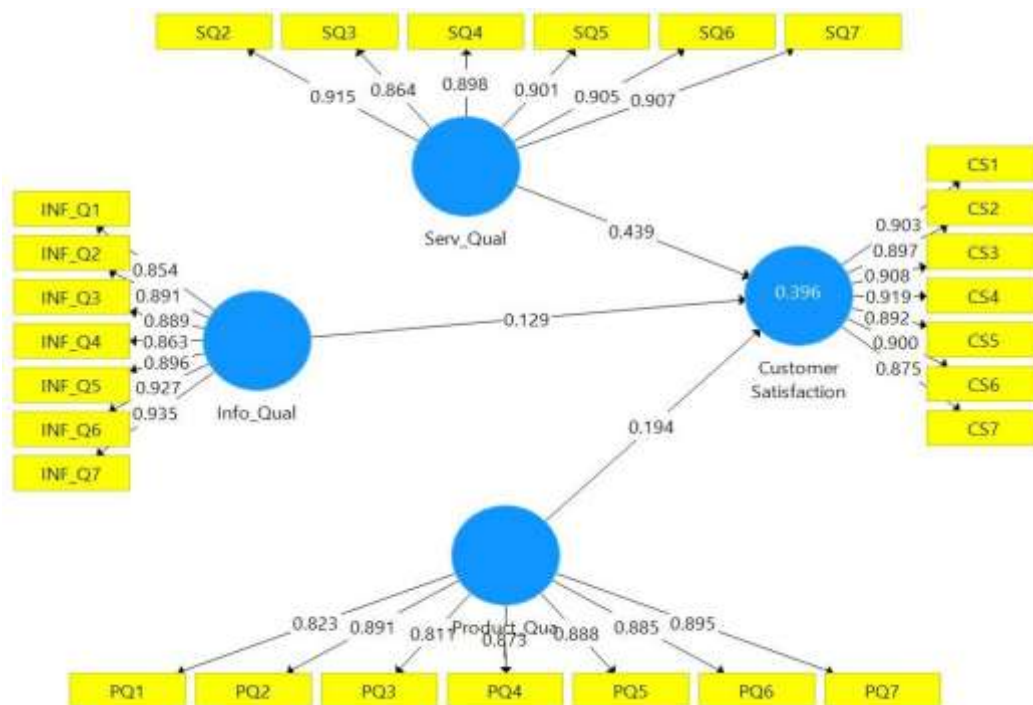 SQ2 SQ3 SQ4 SQ5 SQ6 SQ7
0.915 0.864 0.898 0.901 0.905 0.907
Serv_Qual
INF_Q1
INF_Q2
INF_Q3
INF_Q4
INF_Q5
INF_Q6
INF_Q7
0.854
0.891
0.889
0.863
0.896
0.927
0.935
Info_Qual
0.439
0.129
0.194
0.396
Customer
Satisfaction
0.903
0.897
0.908
0.919
0.892
0.900
0.875
CS1
CS2
CS3
CS4
CS5
CS6
CS7
Product_Qua
0.823 0.891 0.811 0.873 0.888 0.885 0.895
PQ1 PQ2 PQ3 PQ4 PQ5 PQ6 PQ7